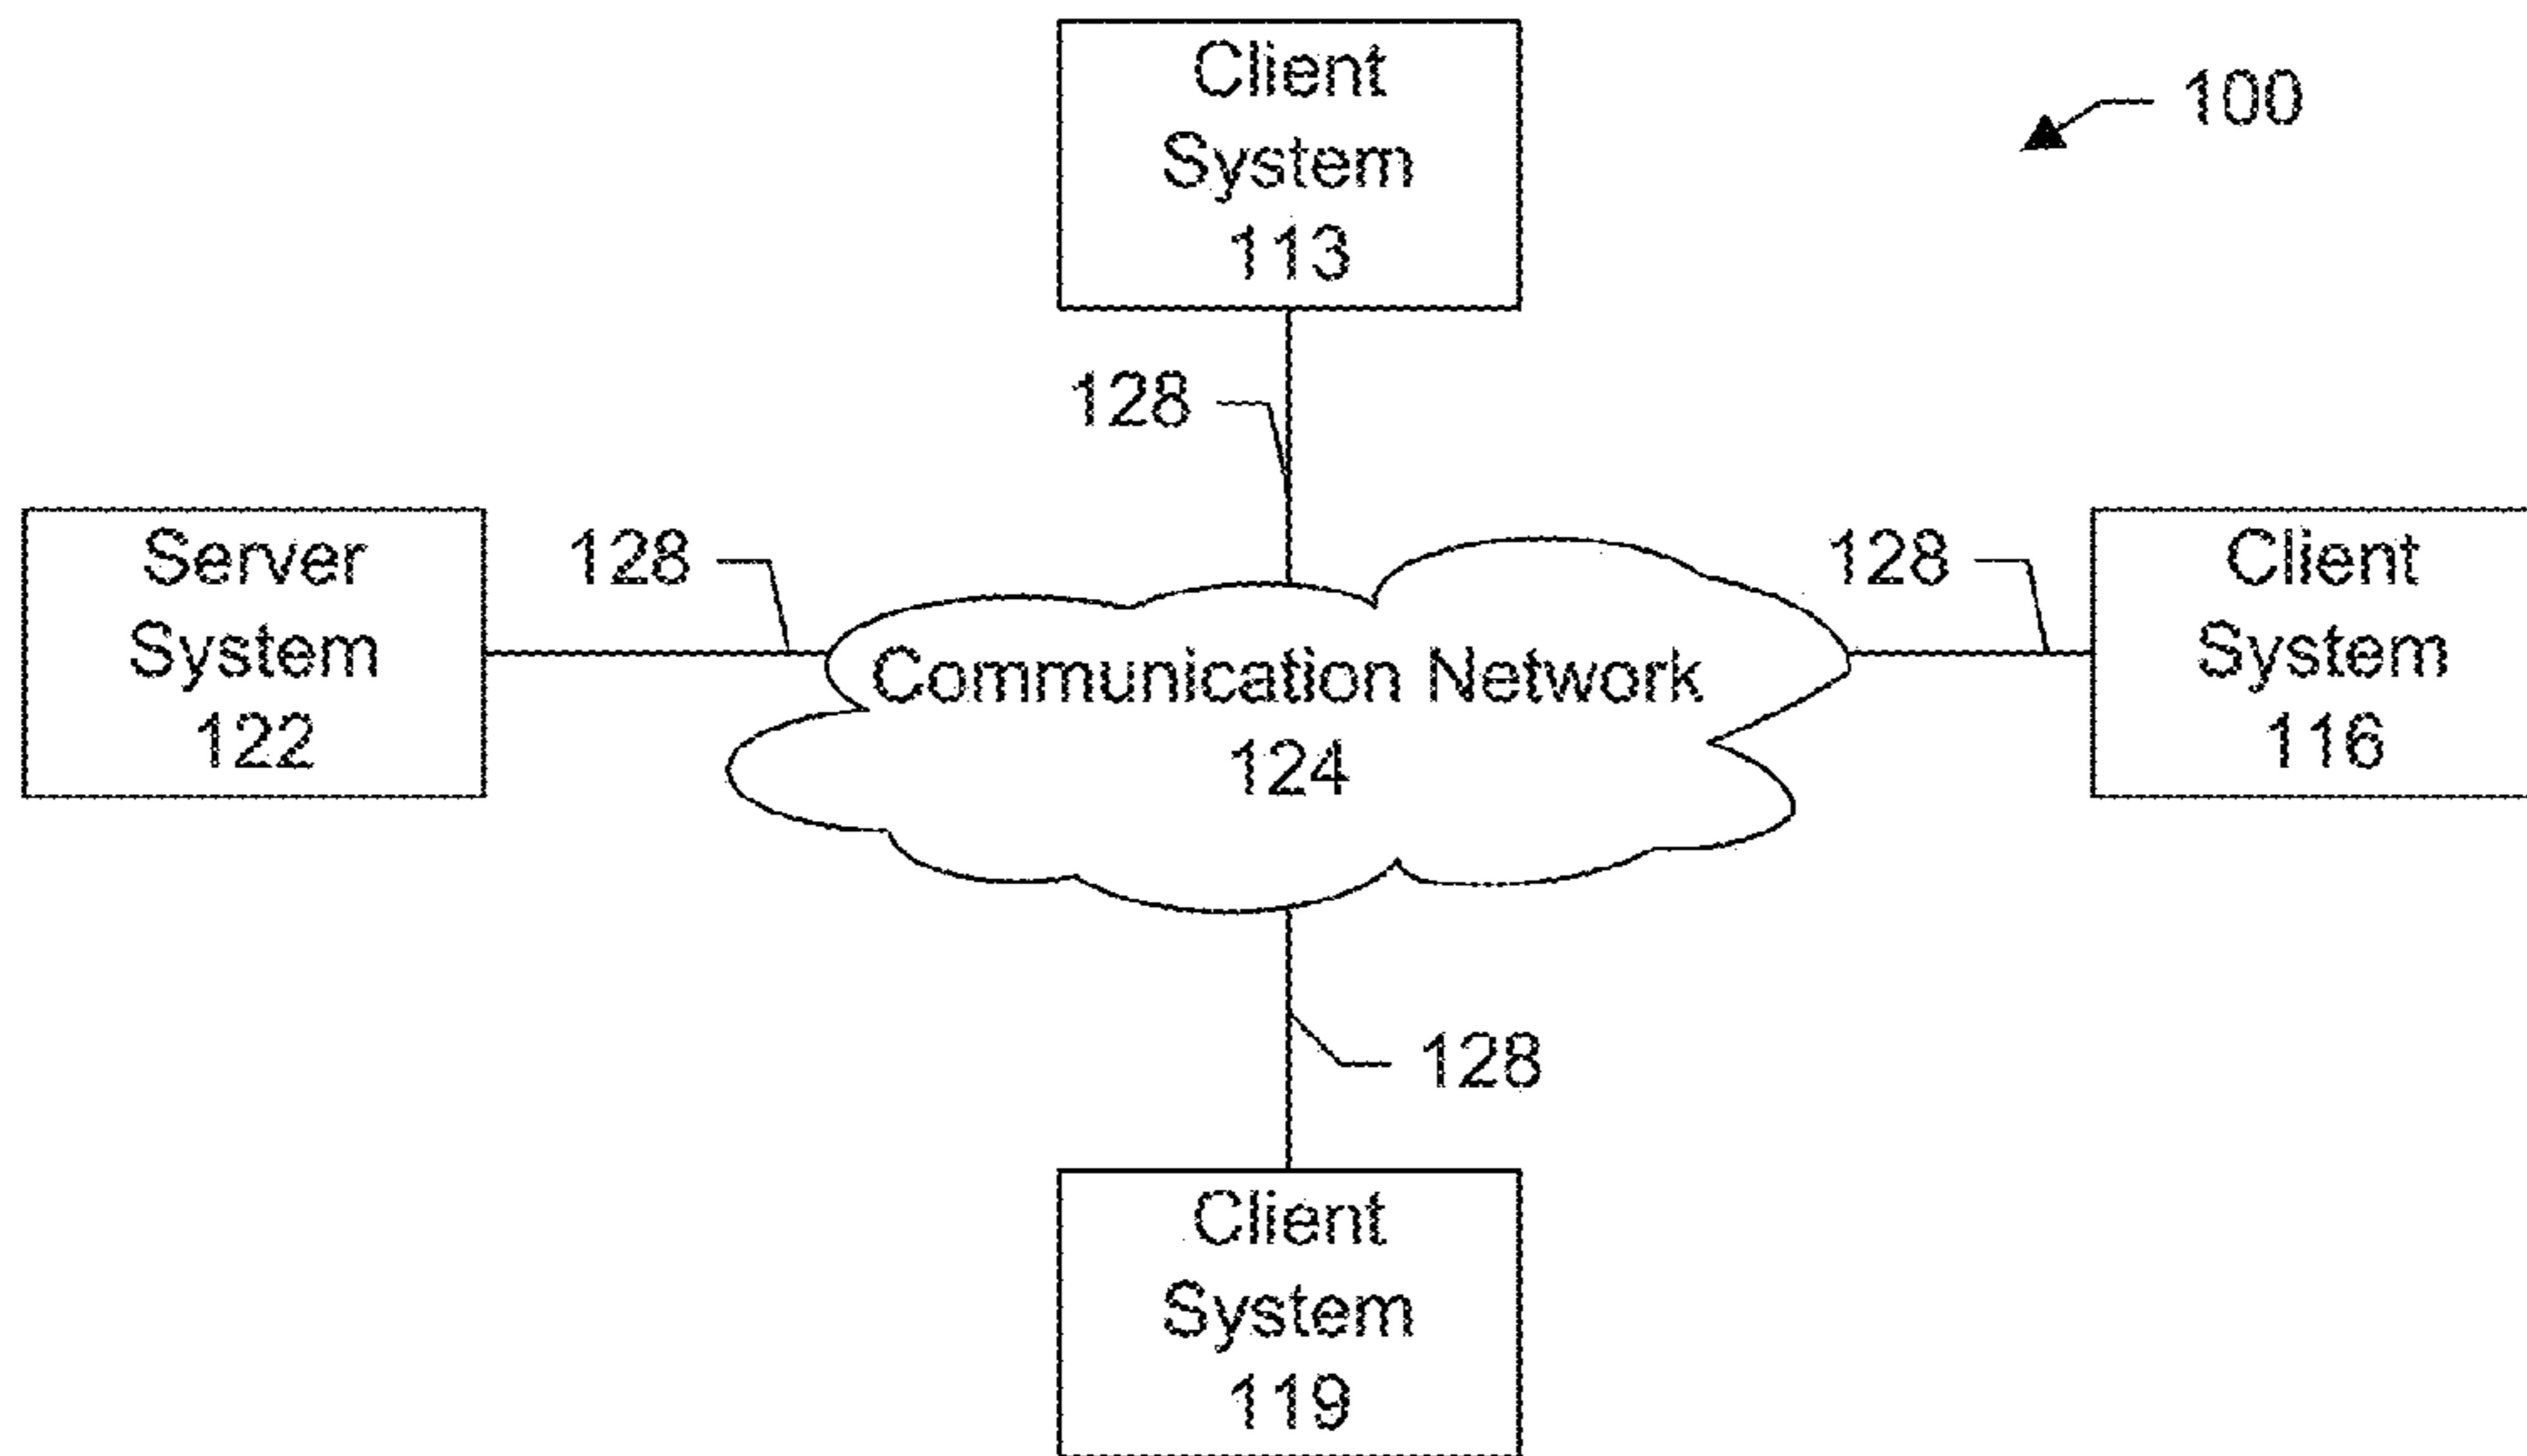 Client
System
113
100
128
Server
System
122
128
Communication Network
124
128
Client
System
116
128
Client
System
119